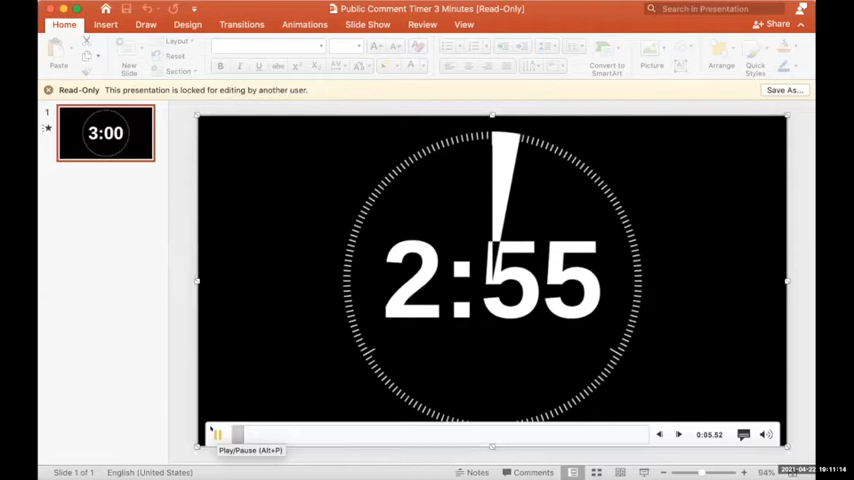 Public Comment Timer 3 Minutes [Read-Only]
Search In Presentation
Home Insert Draw Design Transitions Animations Slide Show Review View
Share
Paste
New
Slide
Layout
Reset
Section
B I U abc
Convert to
SmartArt
Picture
Arrange
Quick
Styles
Read-Only This presentation is locked for editing by another user.
Save As...
1
3:00
2:55
0:05.52
Play/Pause (Alt+P)
Slide 1 of 1 English (United States)
Notes Comments
94%
2021-04-22 19:11:14